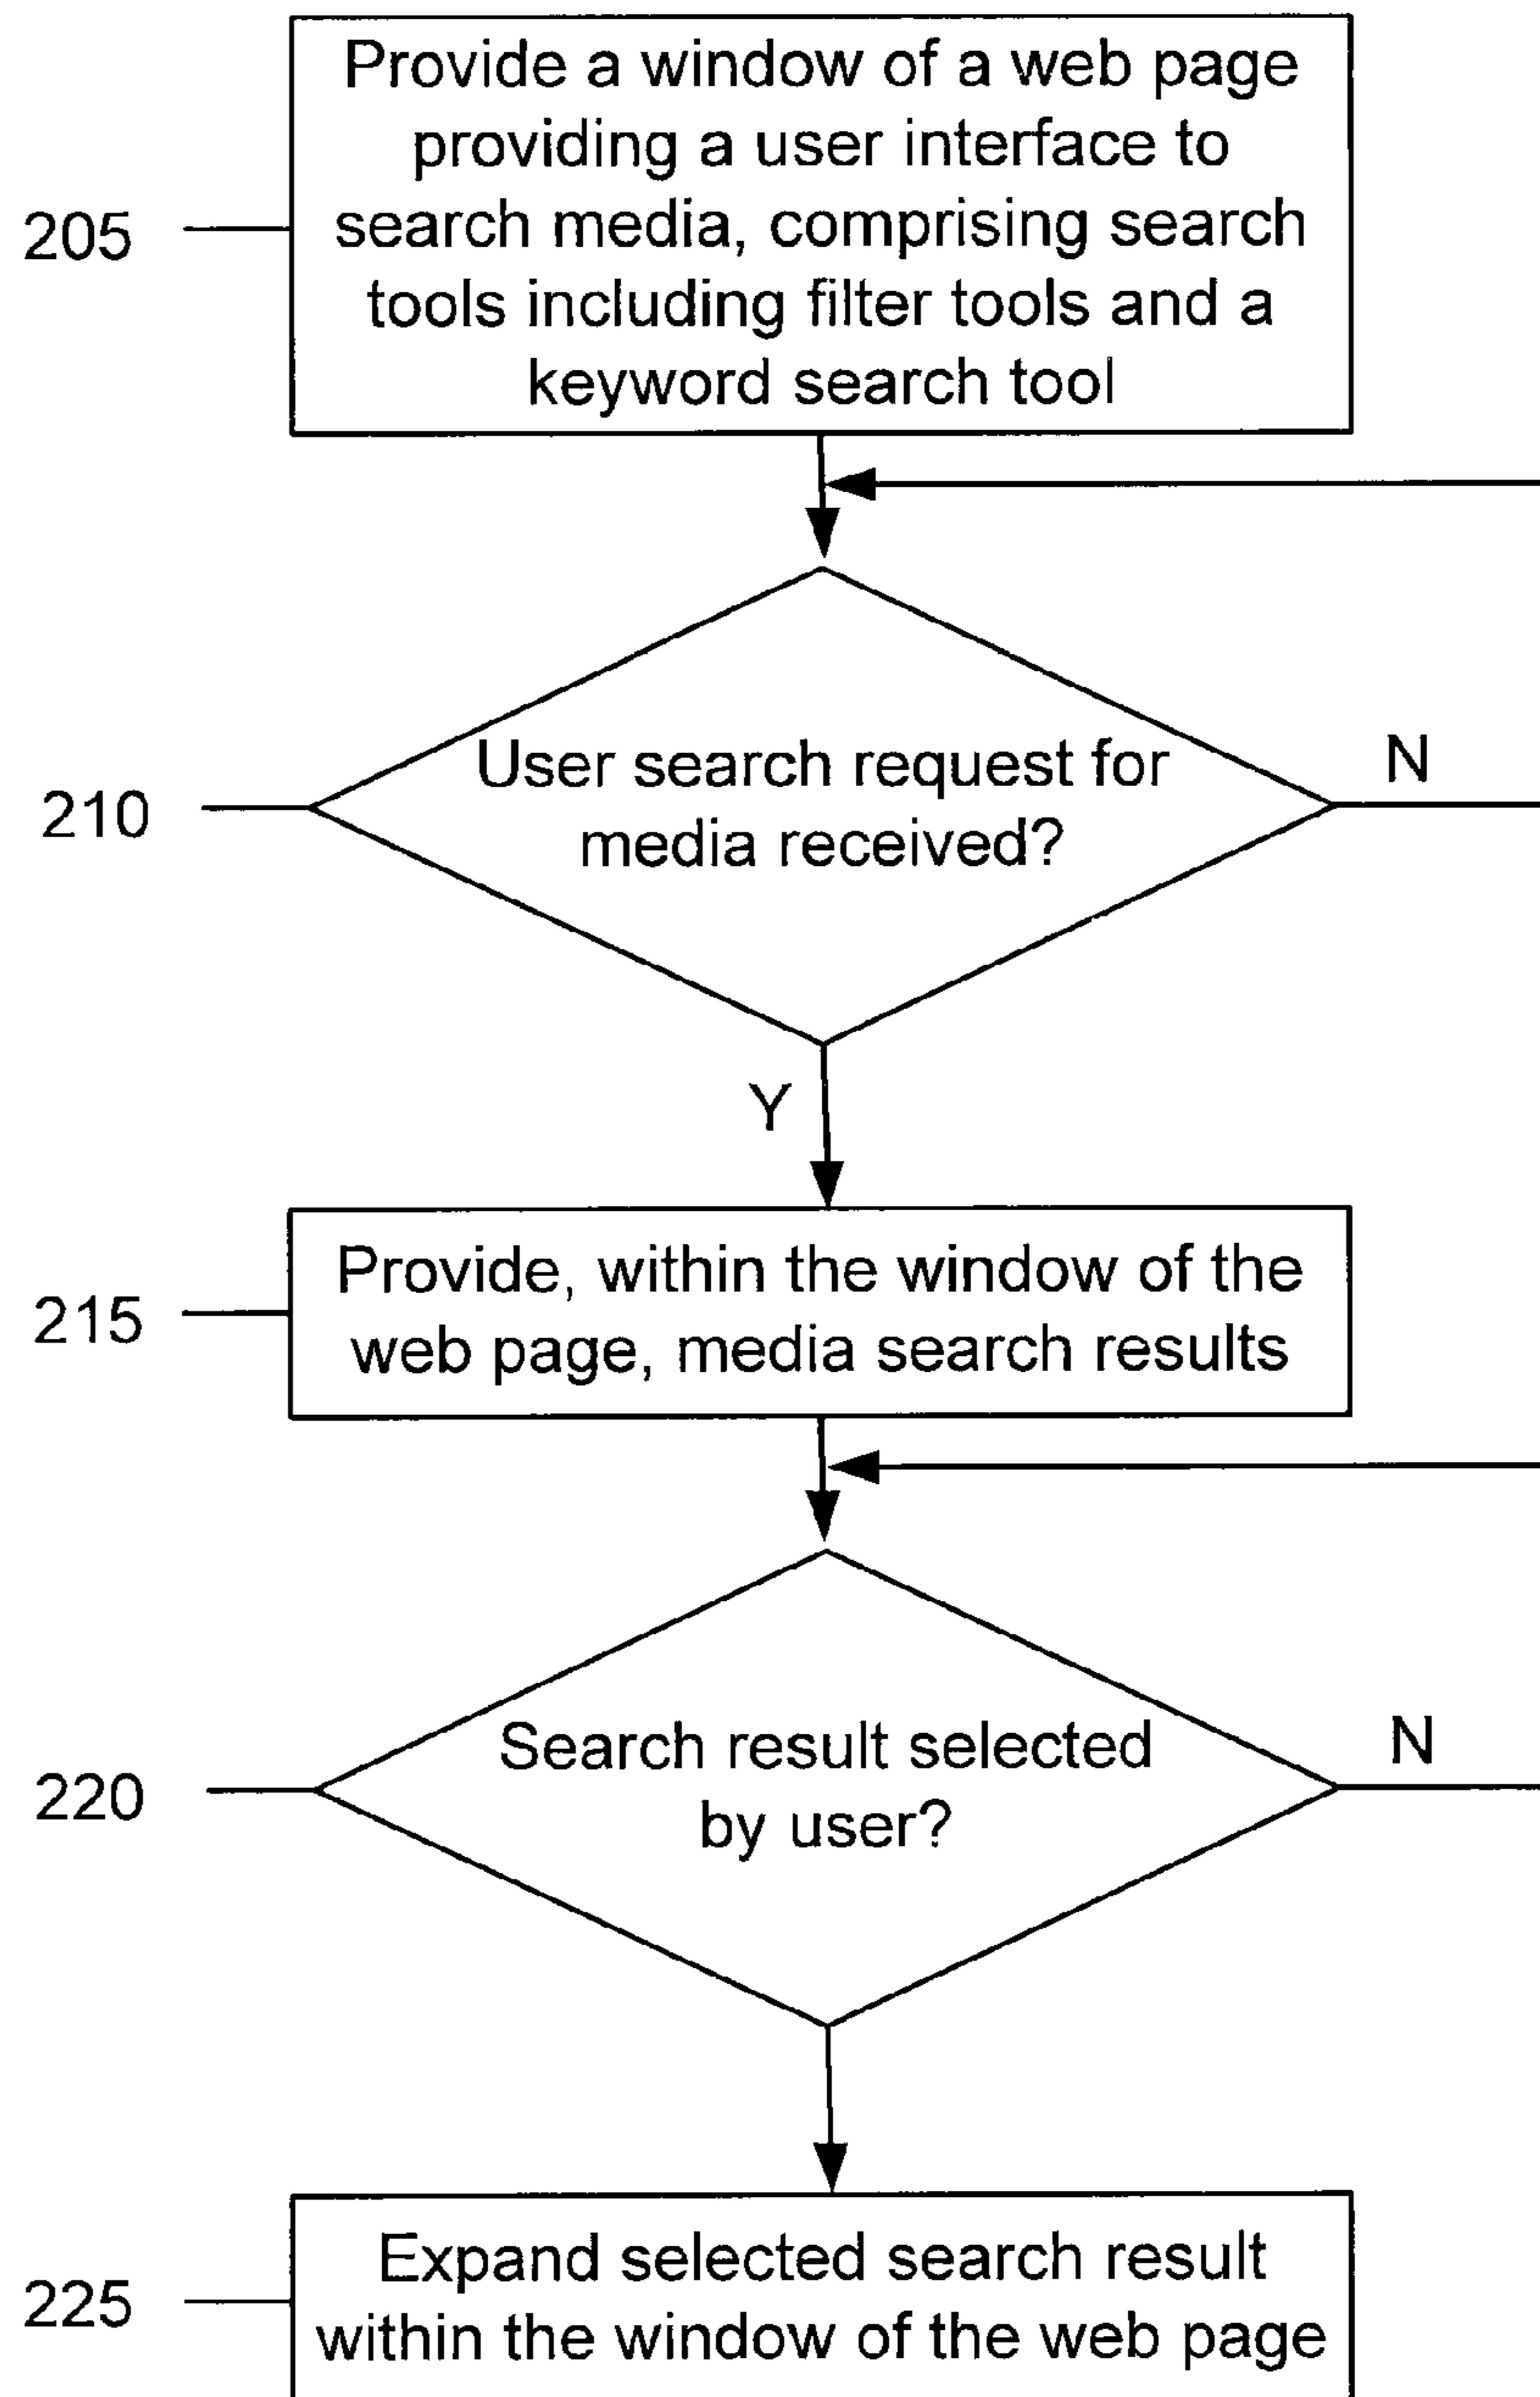 Provide a window of a web page
providing a user interface to
search media, comprising search
tools including filter tools and a
keyword search tool
205
User search request for
media received?
210
N
Y
Provide, within the window of the
web page, media search results
215
Search result selected
by user?
220
N
Expand selected search result
within the window of the web page
225